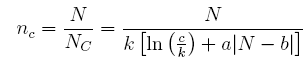 n_c = \frac{N}{N_C} = \frac{N}{k\left[\ln\left(\frac{c}{k}\right) + a|N - b|\right]}